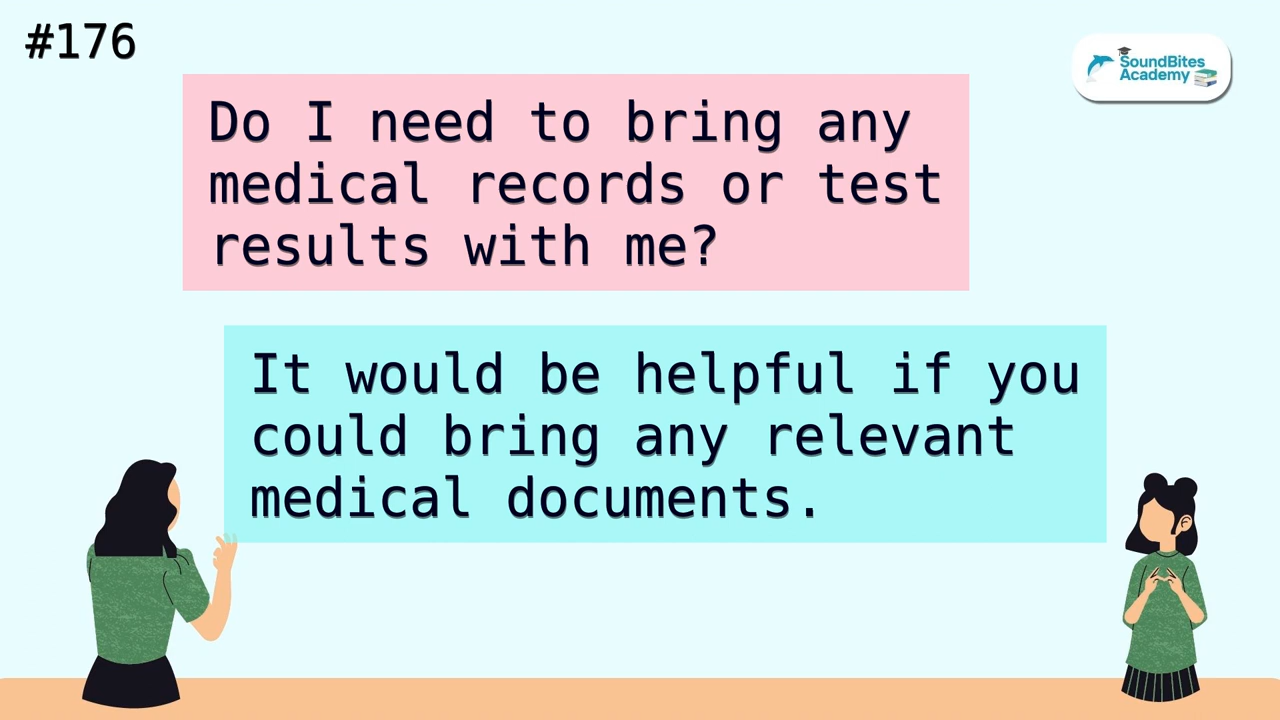 #176
SoundBites
Academy
Do I need to bring any
medical records or test
results with me?
It would be helpful if you
could bring any relevant
medical documents.